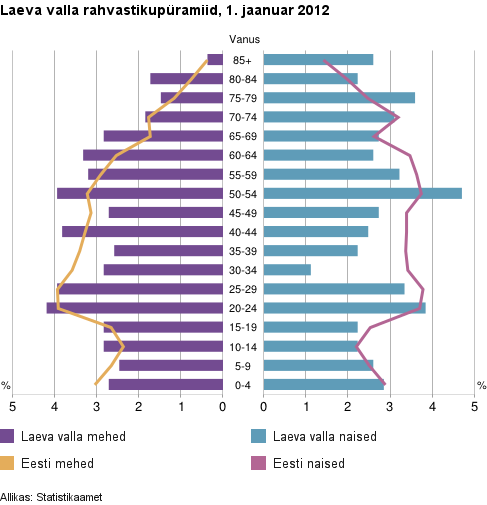 Laeva valla rahvastikupüramiid, 1. jaanuar 2012
Vanus
85+
80-84
75-79
70-74
65-69
60-64
55-59
50-54
45-49
40-44
35-39
30-34
25-29
20-24
15-19
10-14
5-9
% 0-4 %
5 4 3 2 1 0 0 1 2 3 4 5
Laeva valla mehed Laeva valla naised
Eesti mehed Eesti naised
Allikas: Statistikaamet